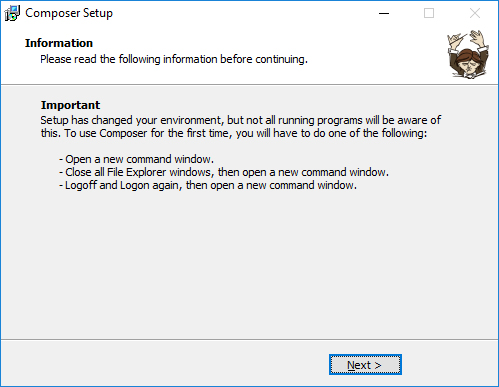 Composer Setup
Information
Please read the following information before continuing.
Important
Setup has changed your environment, but not all running programs will be aware
of this. To use Composer for the first time, you will have to do one of the following:
- Open a new command window.
- Close all File Explorer windows, then open a new command window.
- Logoff and Logon again, then open a new command window.
Next >